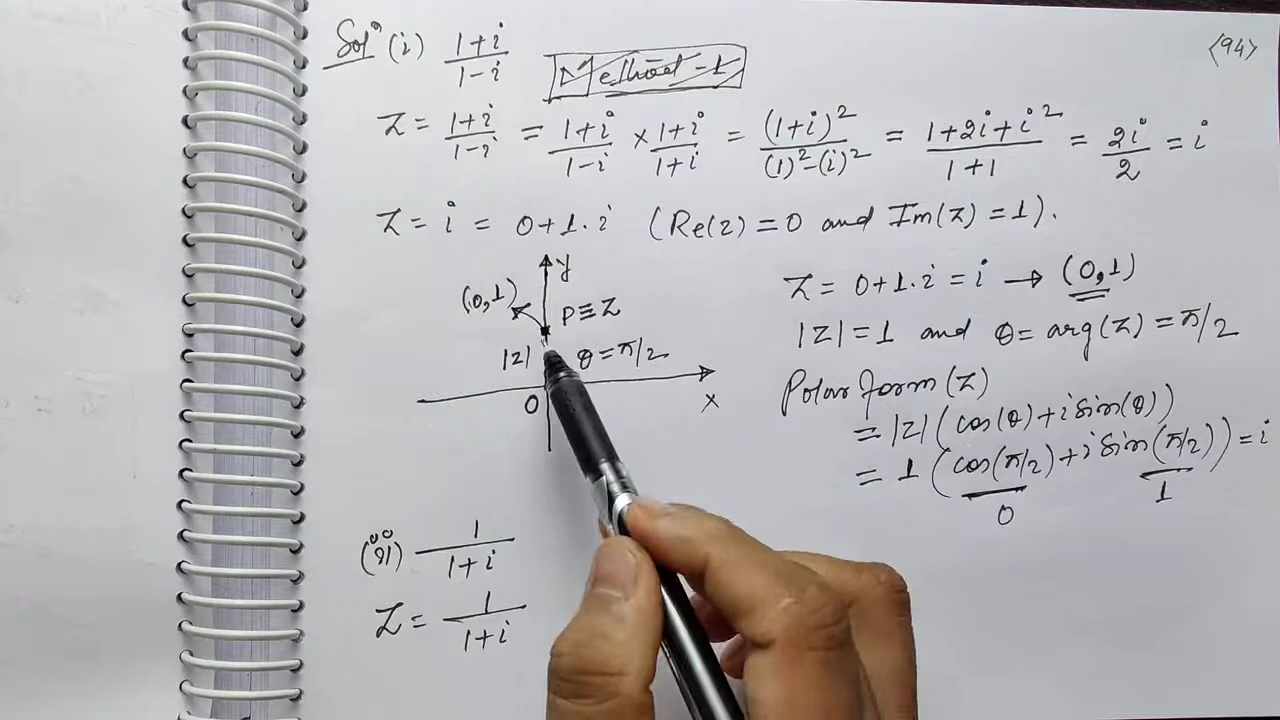 Solⁿ (i) 1+i / 1-i
Method-1
<94>
Z = 1+i / 1-i = 1+i / 1-i × 1+i / 1+i = (1+i)² / (1)²-(i)² = 1+2i+i² / 1+1 = 2i / 2 = i
Z = i = 0+1.i (Re(z)=0 and Im(z)=1).
y
(0,1)
P≡Z
|z|
θ=π/2
O
x
Z = 0+1.i = i → (0,1)
|z|=1 and θ=arg(z)=π/2
Polar form(z)
= |z|(cos(θ)+i sin(θ))
= 1 (cos(π/2)+i sin(π/2)) = i
0
1
(ii) 1 / 1+i
Z = 1 / 1+i